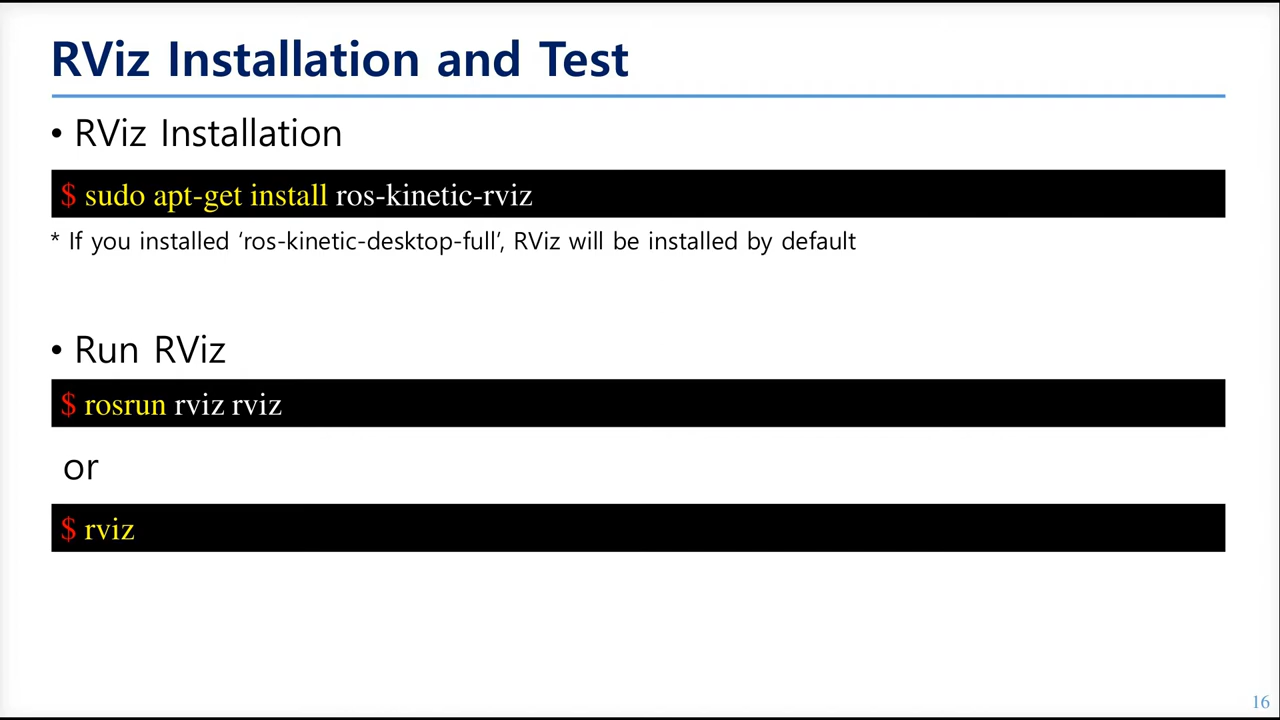 RViz Installation and Test
• RViz Installation
$ sudo apt-get install ros-kinetic-rviz
* If you installed ‘ros-kinetic-desktop-full’, RViz will be installed by default
• Run RViz
$ rosrun rviz rviz
or
$ rviz
16